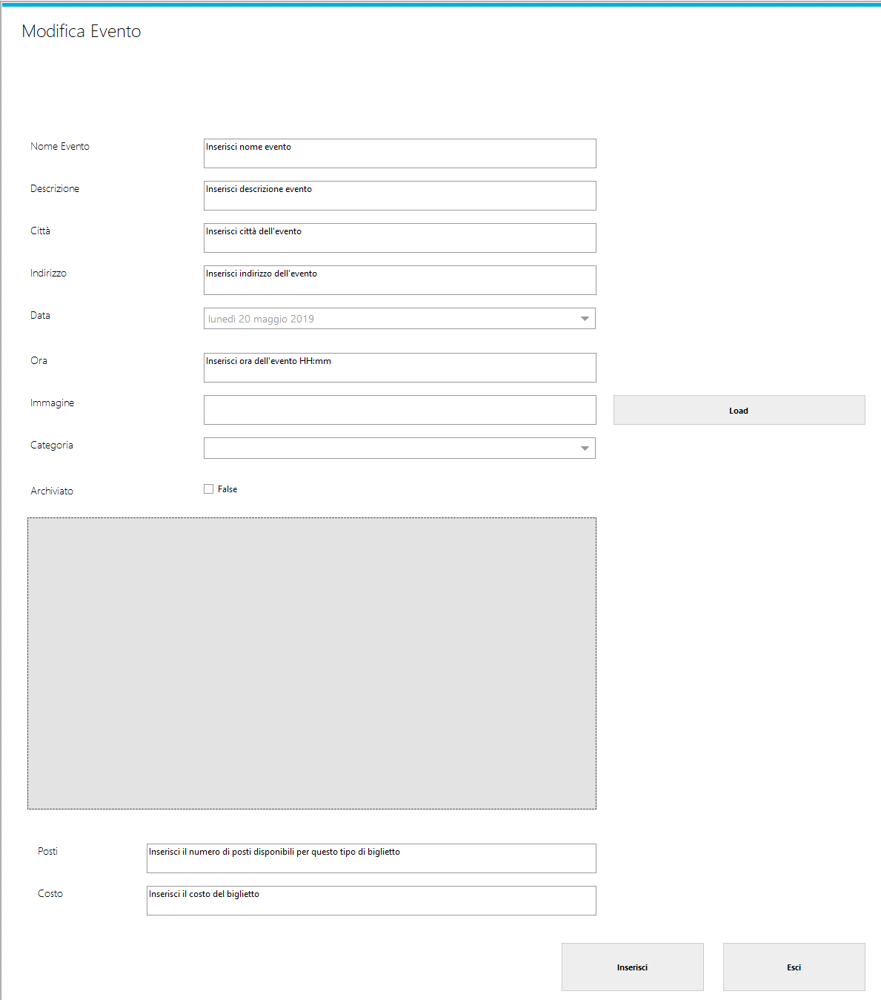 Modifica Evento
Nome Evento
Inserisci nome evento
Descrizione
Inserisci descrizione evento
Città
Inserisci città dell'evento
Indirizzo
Inserisci indirizzo dell'evento
Data
lunedì 20 maggio 2019
Ora
Inserisci ora dell'evento HH:mm
Immagine
Load
Categoria
Archiviato
False
Posti
Inserisci il numero di posti disponibili per questo tipo di biglietto
Costo
Inserisci il costo del biglietto
Inserisci
Esci